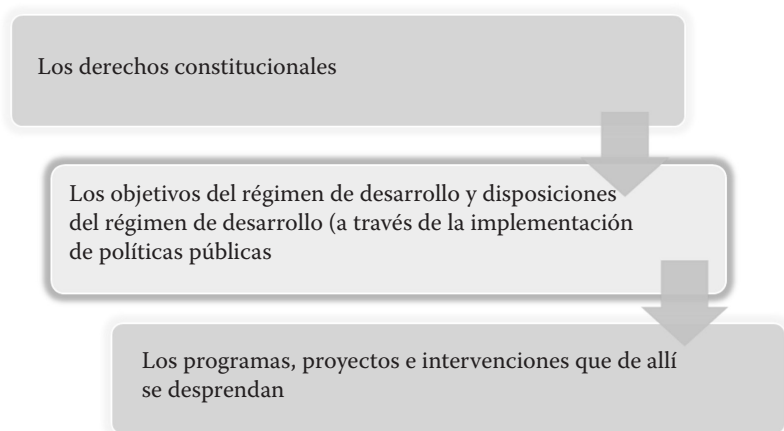 Los derechos constitucionales
Los objetivos del régimen de desarrollo y disposiciones
del régimen de desarrollo (a través de la implementación
de políticas públicas
Los programas, proyectos e intervenciones que de allí
se desprendan